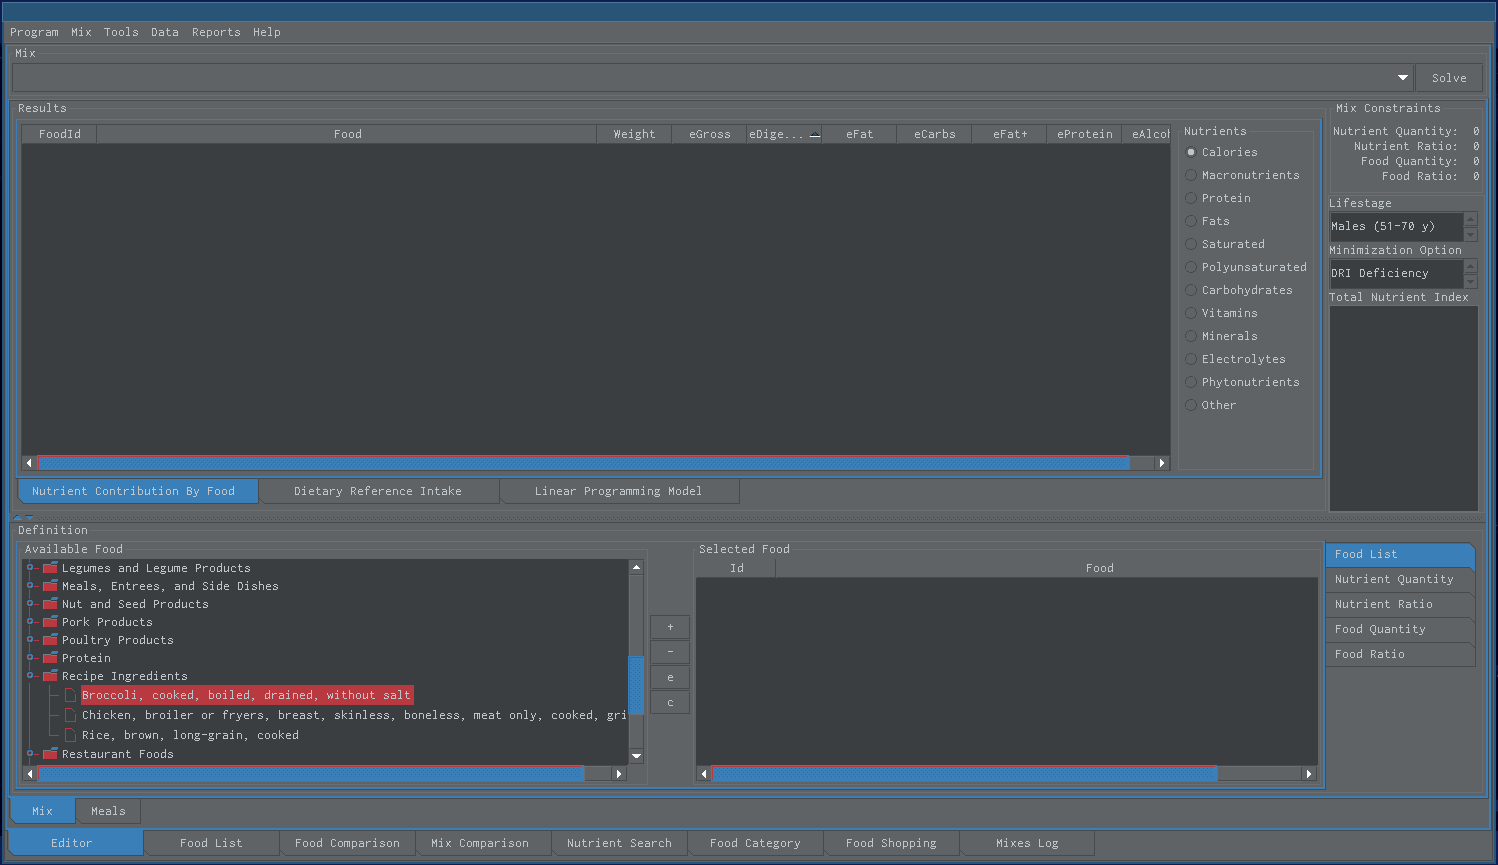 Program Mix Tools Data Reports Help
Mix
Solve
Results
FoodId Food Weight eGross eDige... eFat eCarbs eFat+ eProtein eAlcoh
Nutrients
Calories
Macronutrients
Protein
Fats
Saturated
Polyunsaturated
Carbohydrates
Vitamins
Minerals
Electrolytes
Phytonutrients
Other
Mix Constraints
Nutrient Quantity: 0
Nutrient Ratio: 0
Food Quantity: 0
Food Ratio: 0
Lifestage
Males (51-70 y)
Minimization Option
DRI Deficiency
Total Nutrient Index
Nutrient Contribution By Food Dietary Reference Intake Linear Programming Model
Definition
Available Food
Legumes and Legume Products
Meals, Entrees, and Side Dishes
Nut and Seed Products
Pork Products
Poultry Products
Protein
Recipe Ingredients
Broccoli, cooked, boiled, drained, without salt
Chicken, broiler or fryers, breast, skinless, boneless, meat only, cooked, gri
Rice, brown, long-grain, cooked
Restaurant Foods
+
-
e
c
Selected Food
Id Food
Food List
Nutrient Quantity
Nutrient Ratio
Food Quantity
Food Ratio
Mix Meals
Editor Food List Food Comparison Mix Comparison Nutrient Search Food Category Food Shopping Mixes Log